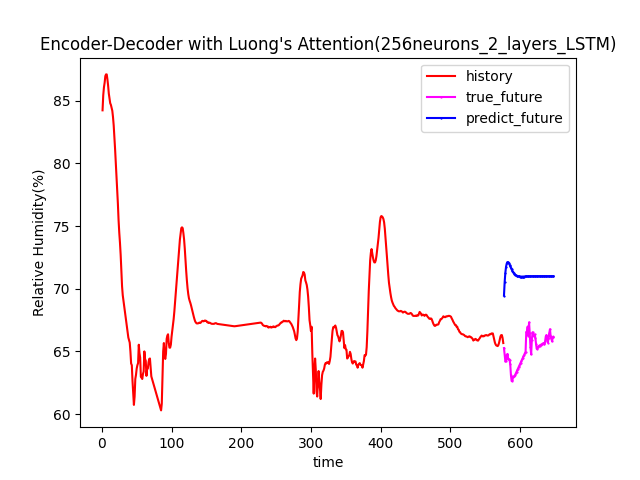 Encoder-Decoder with Luong's Attention(256neurons_2_layers_LSTM)
history
true_future
predict_future
Relative Humidity(%)
85
80
75
70
65
60
0 100 200 300 400 500 600
time